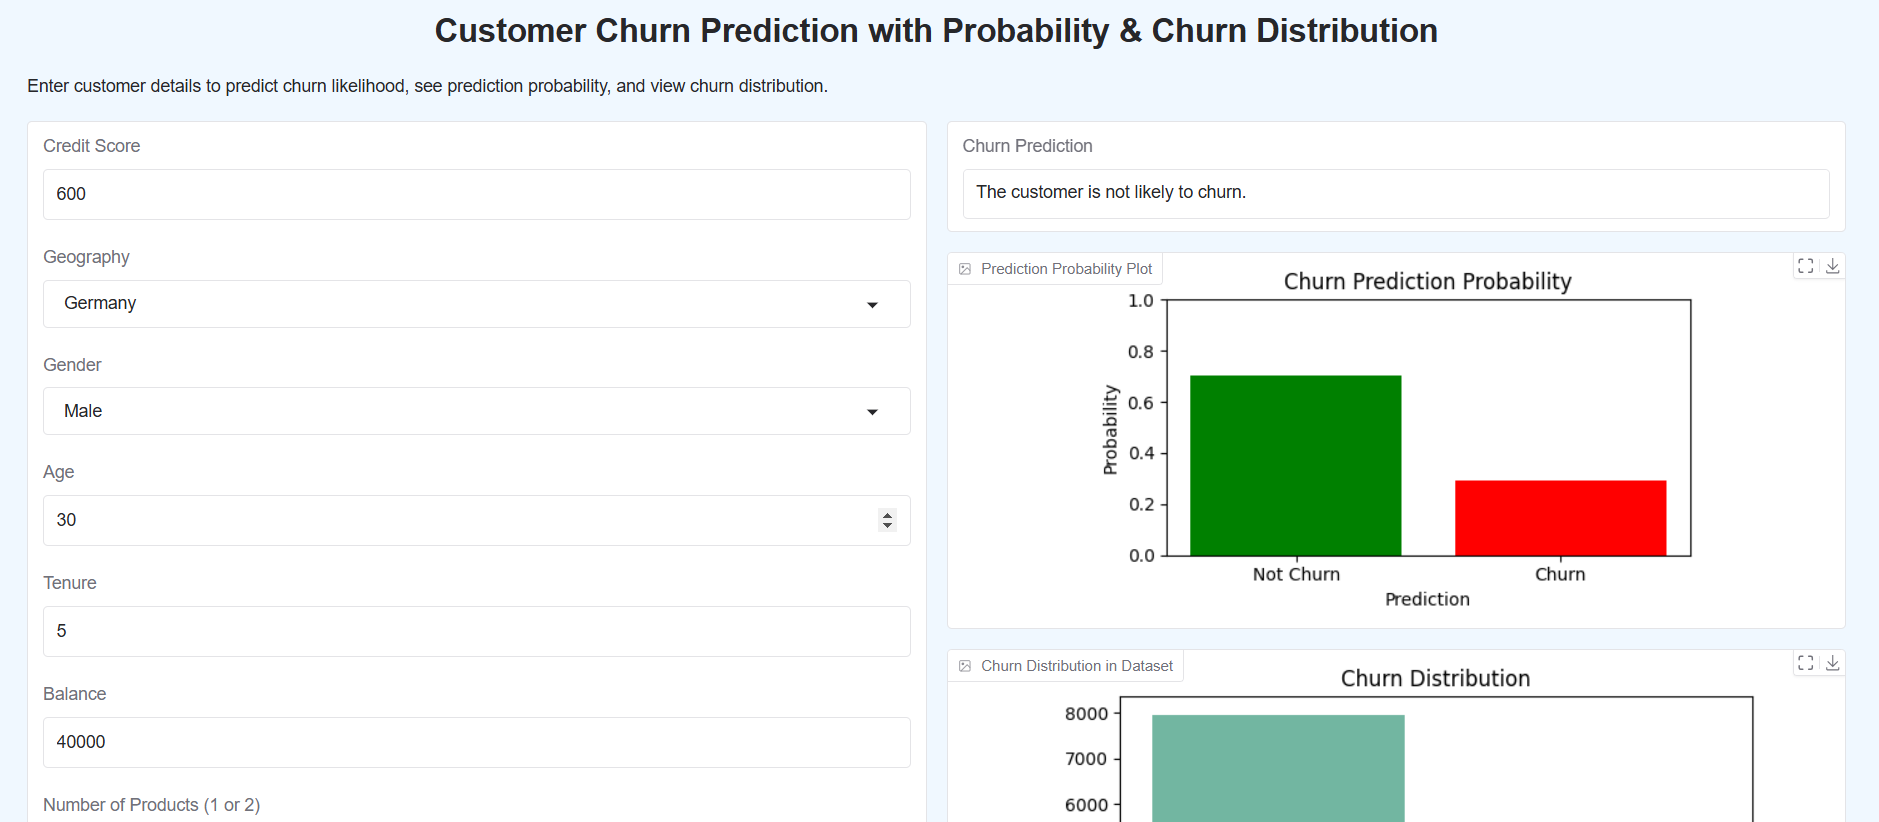 Customer Churn Prediction with Probability & Churn Distribution
Enter customer details to predict churn likelihood, see prediction probability, and view churn distribution.
Credit Score
600
Geography
Germany
Gender
Male
Age
30
Tenure
5
Balance
40000
Number of Products (1 or 2)
Churn Prediction
The customer is not likely to churn.
Prediction Probability Plot
Churn Prediction Probability
1.0
0.8
0.6
0.4
0.2
0.0
Probability
Not Churn
Churn
Prediction
Churn Distribution in Dataset
Churn Distribution
8000
7000
6000